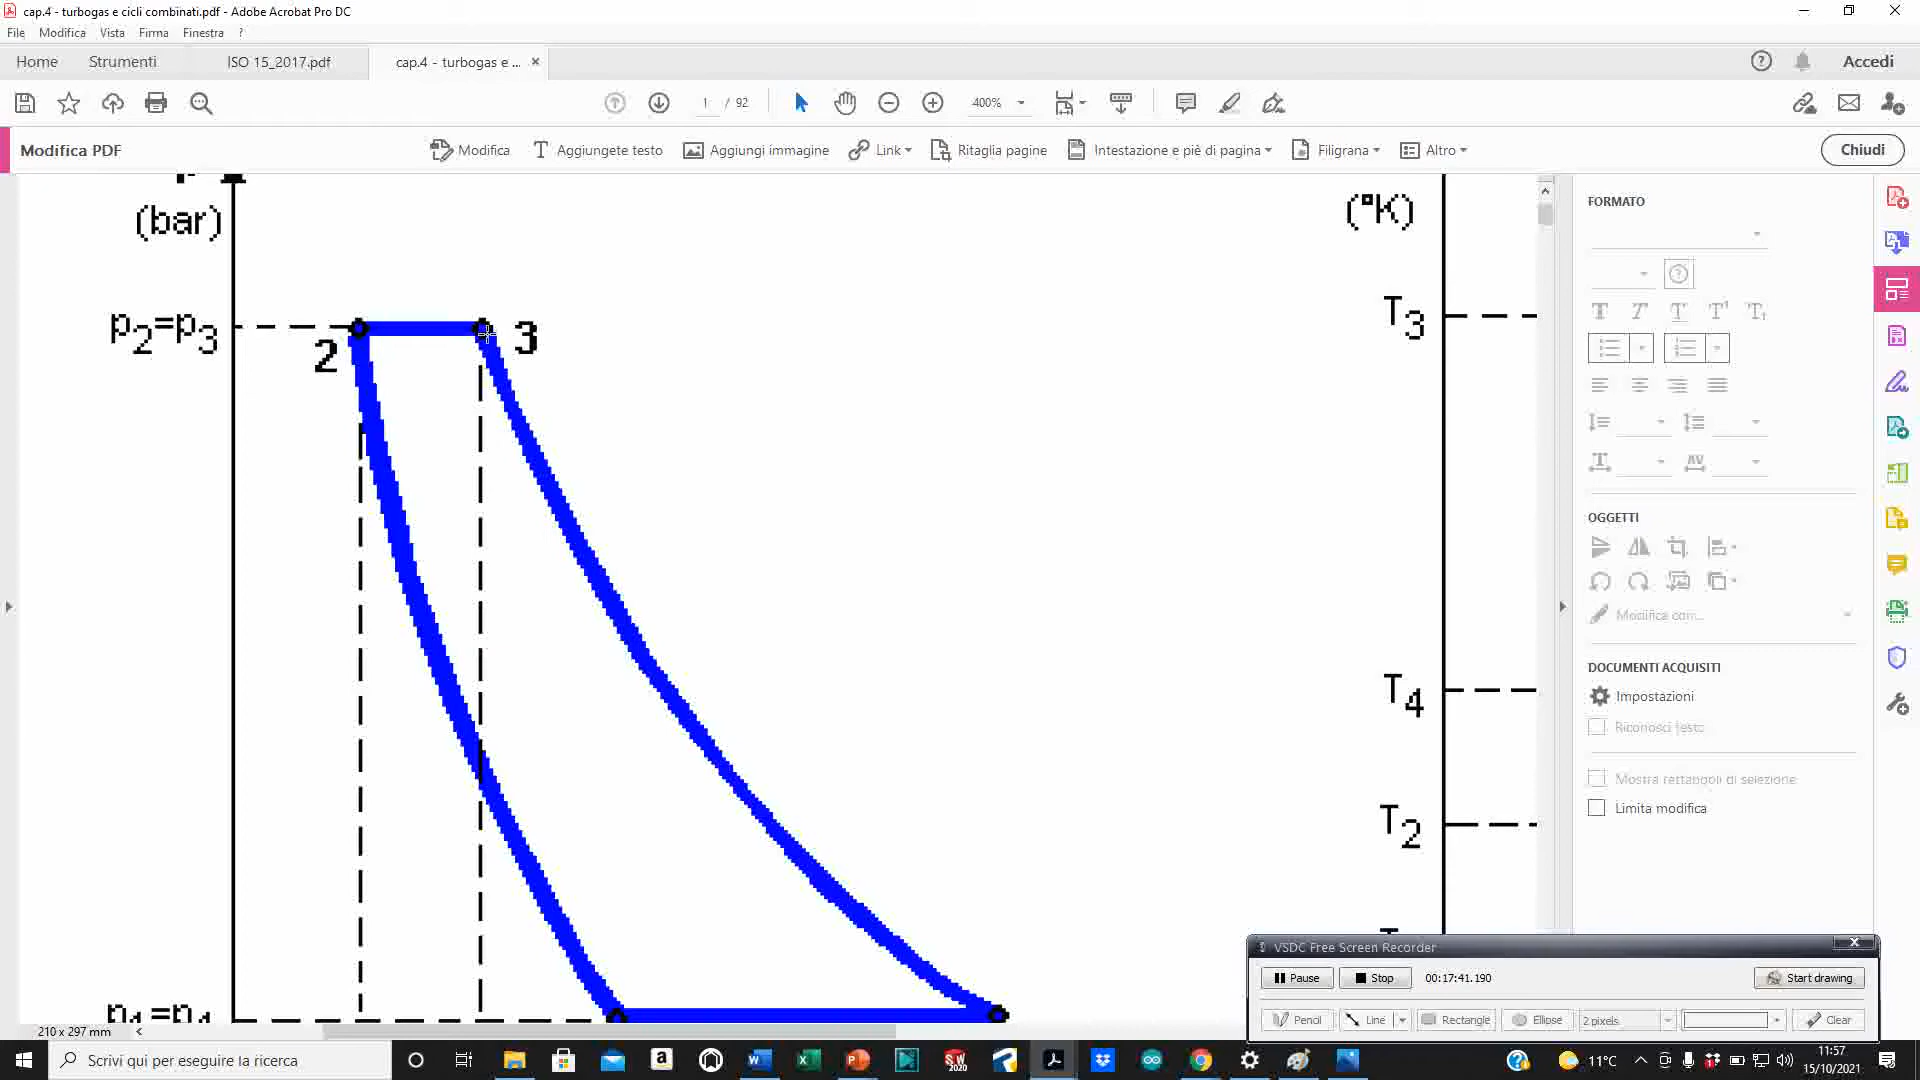 cap.4 - turbogas e cicli combinati.pdf - Adobe Acrobat Pro DC
File Modifica Vista Firma Finestra ?
Home Strumenti ISO 15_2017.pdf cap.4 - turbogas e ... × Accedi
1 / 92 400%
Modifica PDF Modifica Aggiungete testo Aggiungi immagine Link Ritaglia pagine Intestazione e piè di pagina Filigrana Altro Chiudi
(bar)
p2=p3
2
3
p1=p4
(°K)
T3
T4
T2
210 x 297 mm
FORMATO
OGGETTI
Modifica con...
DOCUMENTI ACQUISITI
Impostazioni
Riconosci testo
Mostra rettangoli di selezione
Limita modifica
VSDC Free Screen Recorder
Pause Stop 00:17:41.190 Start drawing
Pencil Line Rectangle Ellipse 2 pixels Clear
Scrivi qui per eseguire la ricerca
11°C
11:57
15/10/2021